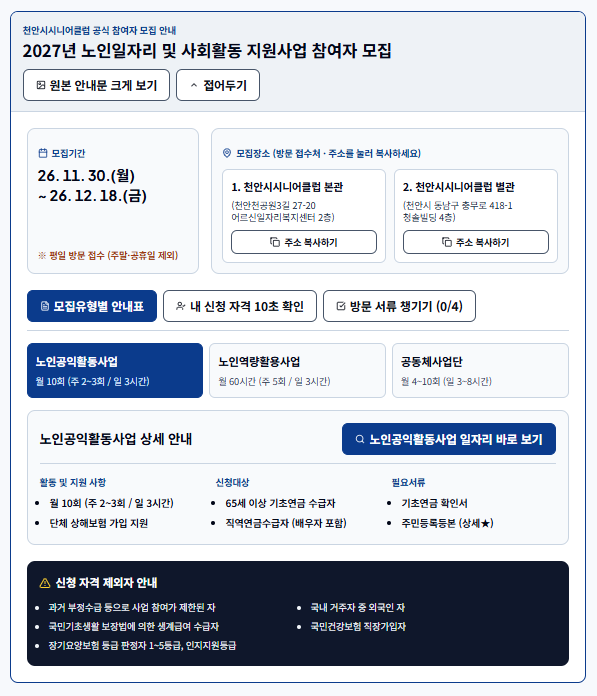 천안시시니어클럽 공식 참여자 모집 안내
2027년 노인일자리 및 사회활동 지원사업 참여자 모집
원본 안내문 크게 보기
접어두기
모집기간
26. 11. 30.(월)
~ 26. 12. 18.(금)
※ 평일 방문 접수 (주말·공휴일 제외)
모집장소 (방문 접수처 · 주소를 눌러 복사하세요)
1. 천안시시니어클럽 본관
(천안천공원3길 27-20
어르신일자리복지센터 2층)
주소 복사하기
2. 천안시시니어클럽 별관
(천안시 동남구 충무로 418-1
청솔빌딩 4층)
주소 복사하기
모집유형별 안내표
내 신청 자격 10초 확인
방문 서류 챙기기 (0/4)
노인공익활동사업
월 10회 (주 2~3회 / 일 3시간)
노인역량활용사업
월 60시간 (주 5회 / 일 3시간)
공동체사업단
월 4~10회 (일 3~8시간)
노인공익활동사업 상세 안내
노인공익활동사업 일자리 바로 보기
활동 및 지원 사항
• 월 10회 (주 2~3회 / 일 3시간)
• 단체 상해보험 가입 지원
신청대상
• 65세 이상 기초연금 수급자
• 직역연금수급자 (배우자 포함)
필요서류
• 기초연금 확인서
• 주민등록등본 (상세★)
신청 자격 제외자 안내
• 과거 부정수급 등으로 사업 참여가 제한된 자
• 국민기초생활 보장법에 의한 생계급여 수급자
• 장기요양보험 등급 판정자 1~5등급, 인지지원등급
• 국내 거주자 중 외국인 자
• 국민건강보험 직장가입자